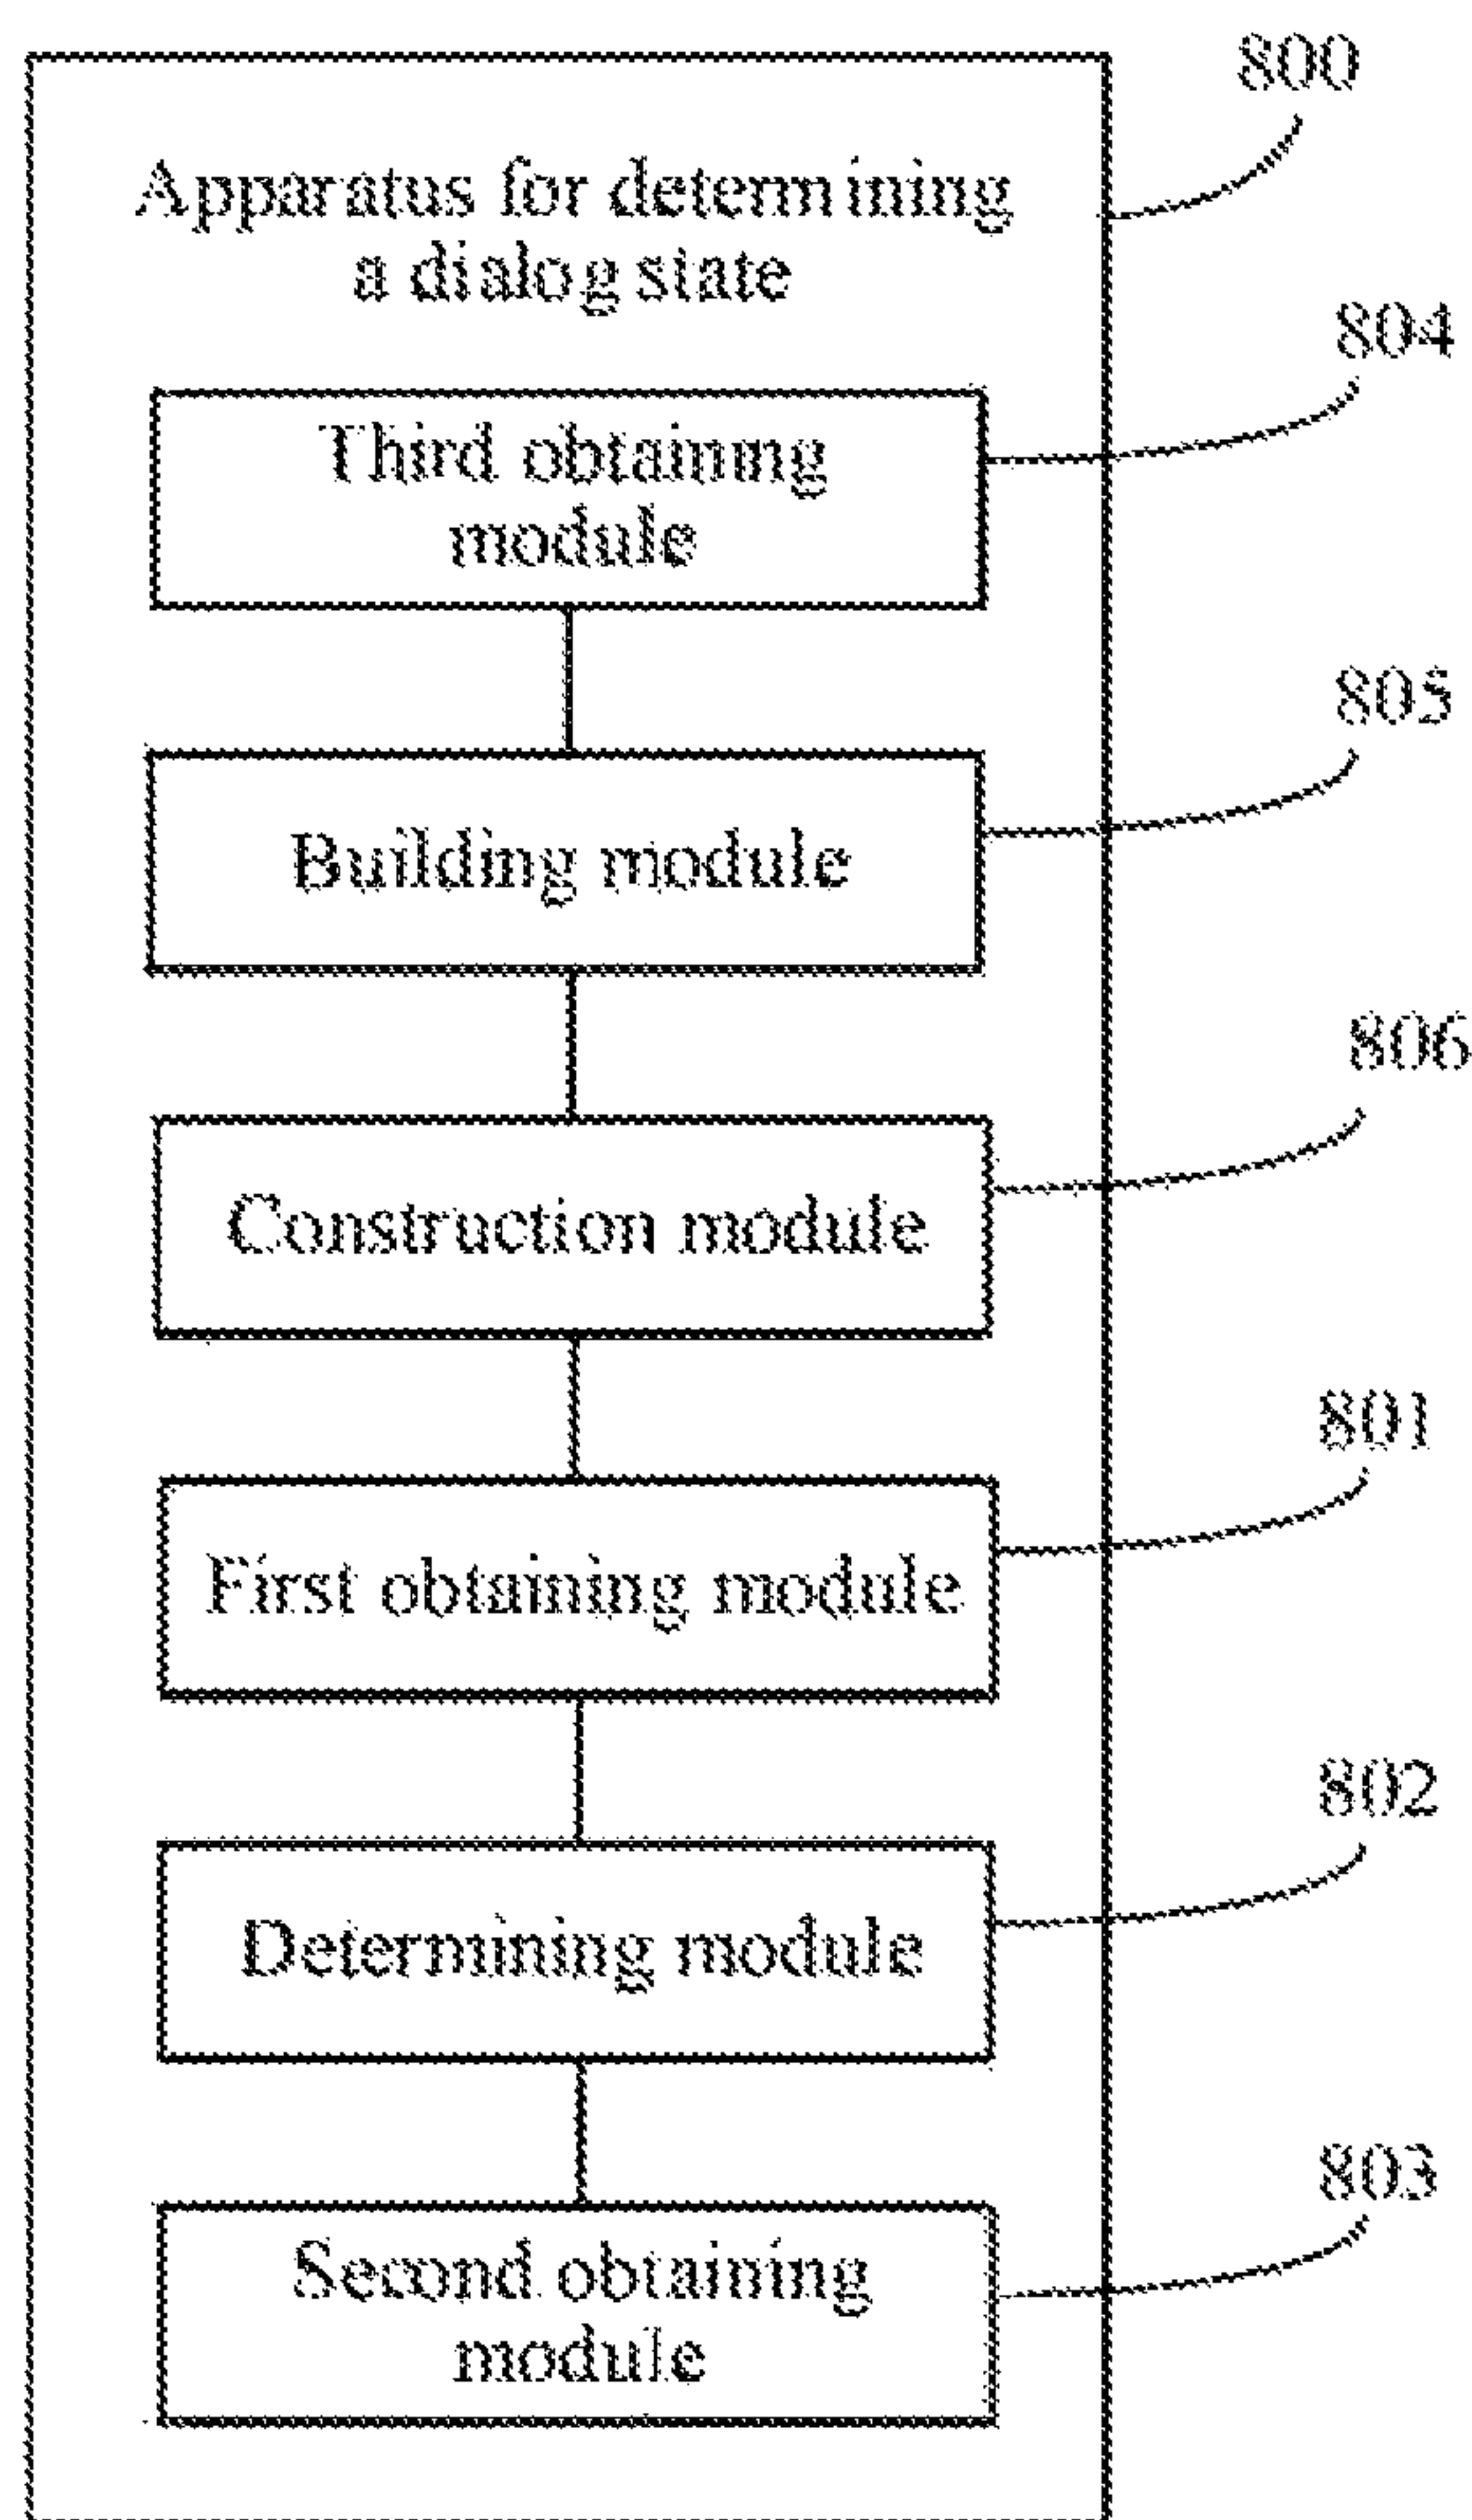 800
Apparatus for determining
a dialog state
804
Third obtaining
module
805
Building module
806
Construction module
801
First obtaining module
802
Determining module
803
Second obtaining
module